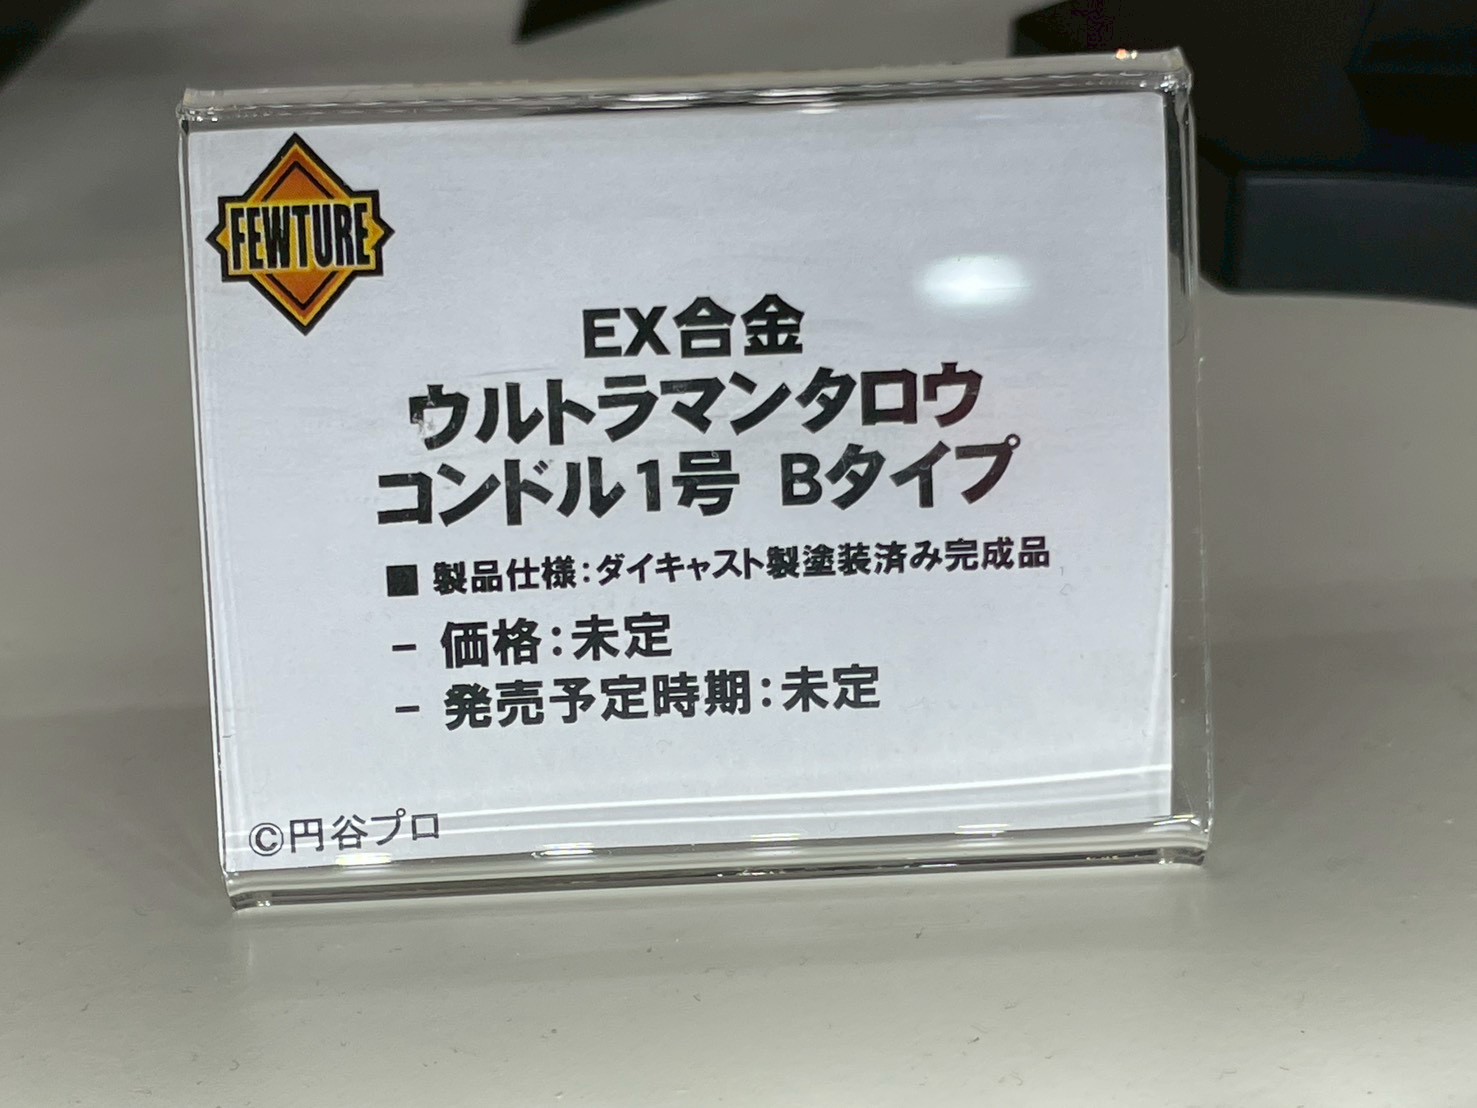 FEWTURE
EX合金
ウルトラマンタロウ
コンドル1号 Bタイプ
■ 製品仕様：ダイキャスト製塗装済み完成品
− 価格：未定
− 発売予定時期：未定
©円谷プロ